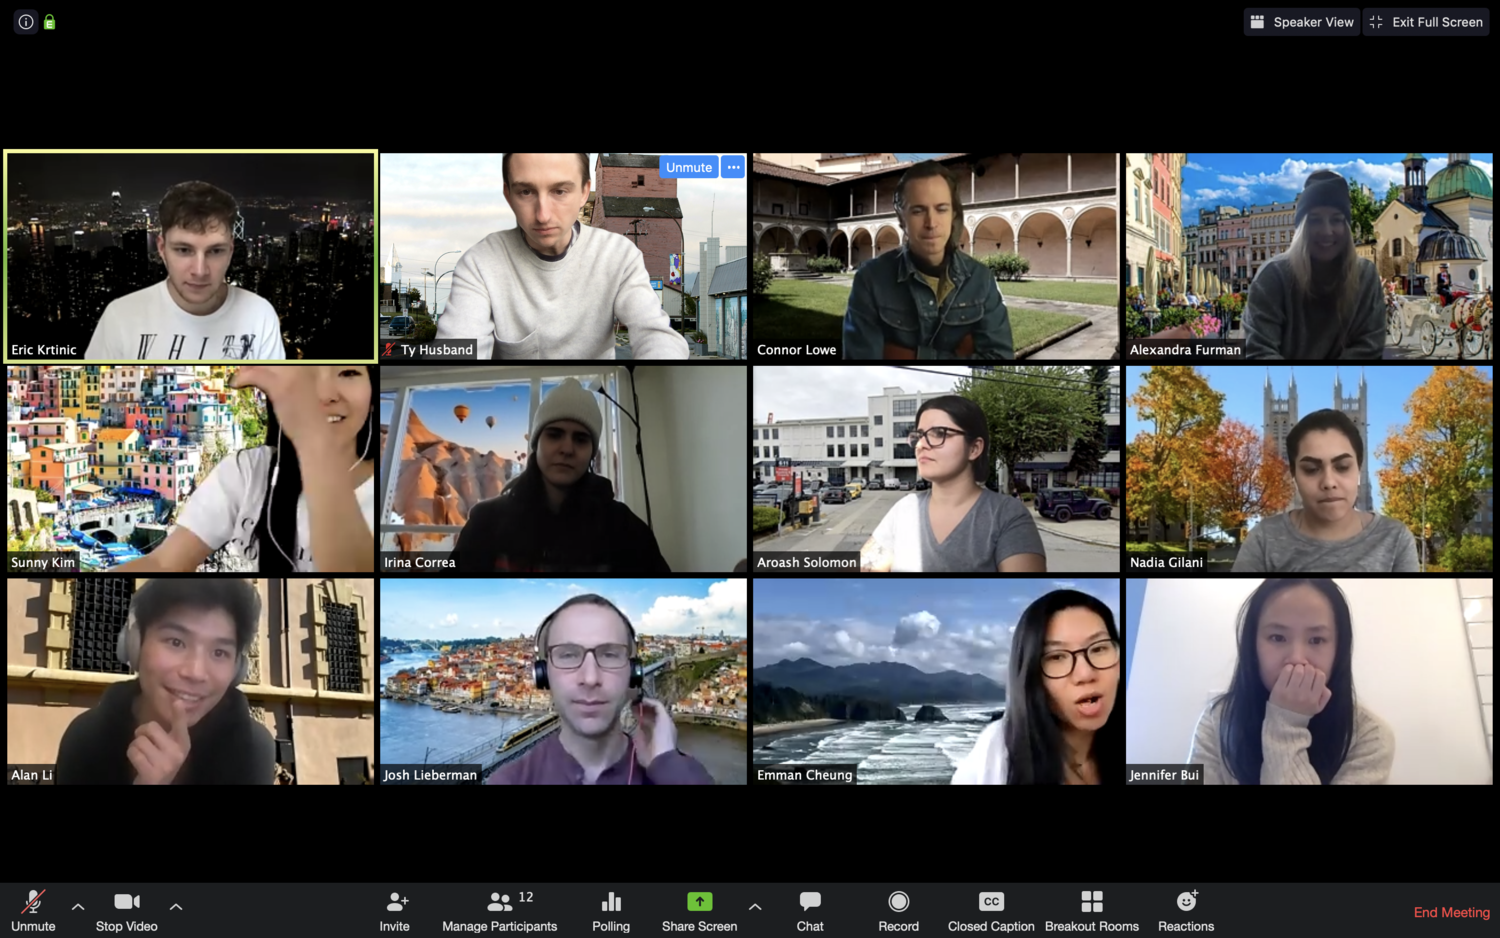 Speaker View
Exit Full Screen
Unmute
Eric Krtinic
Ty Husband
Connor Lowe
Alexandra Furman
Sunny Kim
Irina Correa
Aroash Solomon
Nadia Gilani
Alan Li
Josh Lieberman
Emman Cheung
Jennifer Bui
12
CC
Unmute
Stop Video
Invite
Manage Participants
Polling
Share Screen
Chat
Record
Closed Caption
Breakout Rooms
Reactions
End Meeting